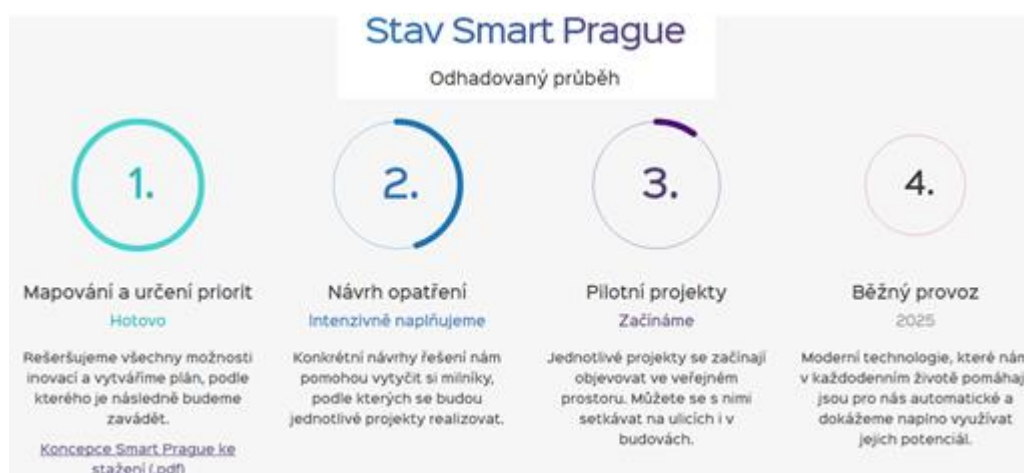 Stav Smart Prague
Odhadovaný průběh
1.
2.
3.
4.
Mapování a určení priorit
Hotovo
Rešeršujeme všechny možnosti
inovací a vytváříme plán, podle
kterého je následně budeme
zavádět.
Koncepce Smart Prague ke
stažení (.pdf)
Návrh opatření
Intenzivně naplňujeme
Konkrétní návrhy řešení nám
pomohou vytyčit si milníky,
podle kterých se budou
jednotlivé projekty realizovat.
Pilotní projekty
Začínáme
Jednotlivé projekty se začínají
objevovat ve veřejném
prostoru. Můžete se s nimi
setkávat na ulicích i v
budovách.
Běžný provoz
2025
Moderní technologie, které nám
v každodenním životě pomáhaj
jsou pro nás automatické a
dokážeme naplno využívat
jejich potenciál.